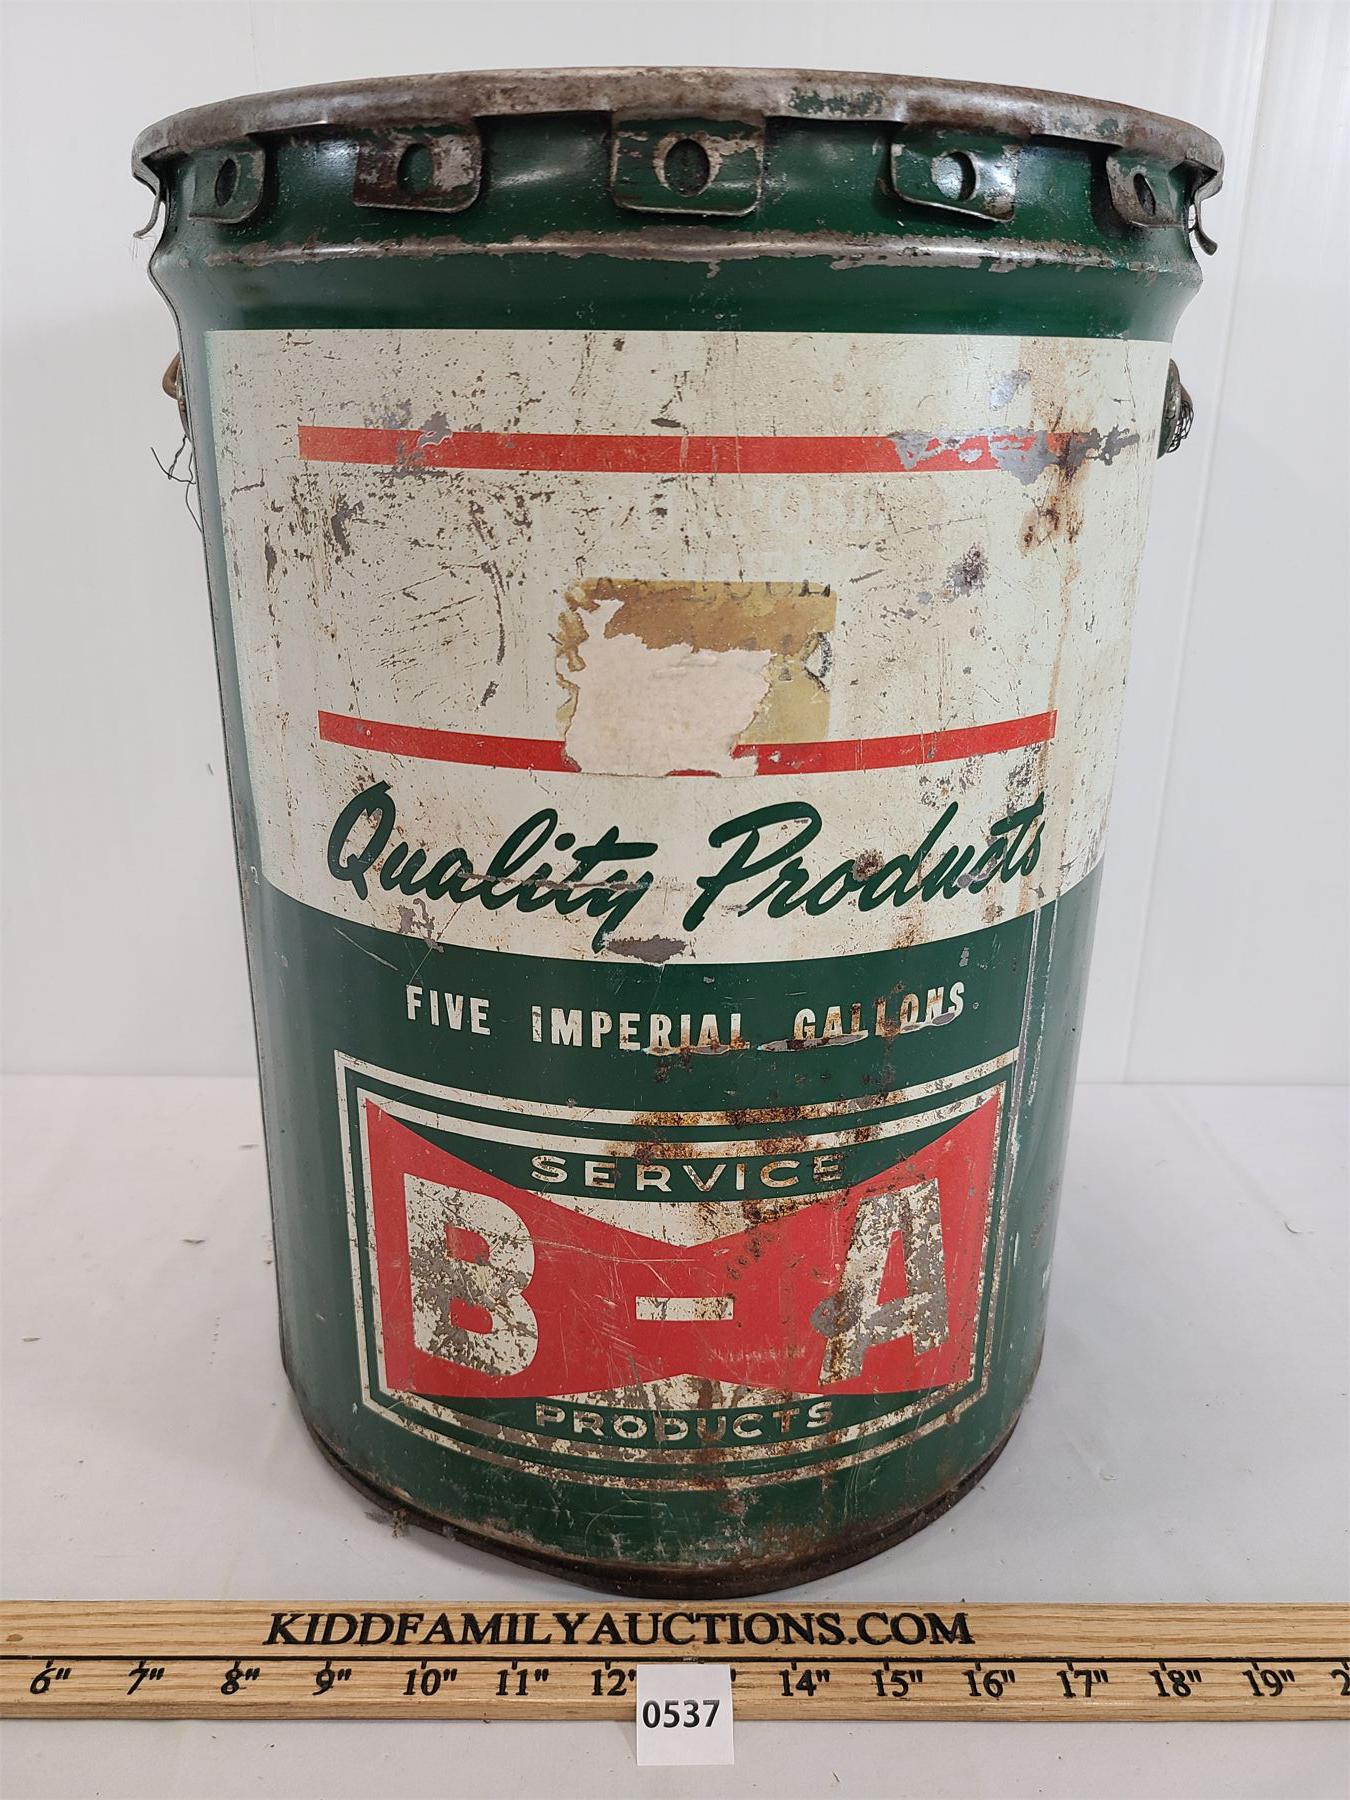 Quality Products
FIVE IMPERIAL GALLONS
SERVICE
B-A
PRODUCTS
KIDDFAMILYAUCTIONS.COM
6" 7" 8" 9" 10" 11" 12" 14" 15" 16" 17" 18" 19"
0537